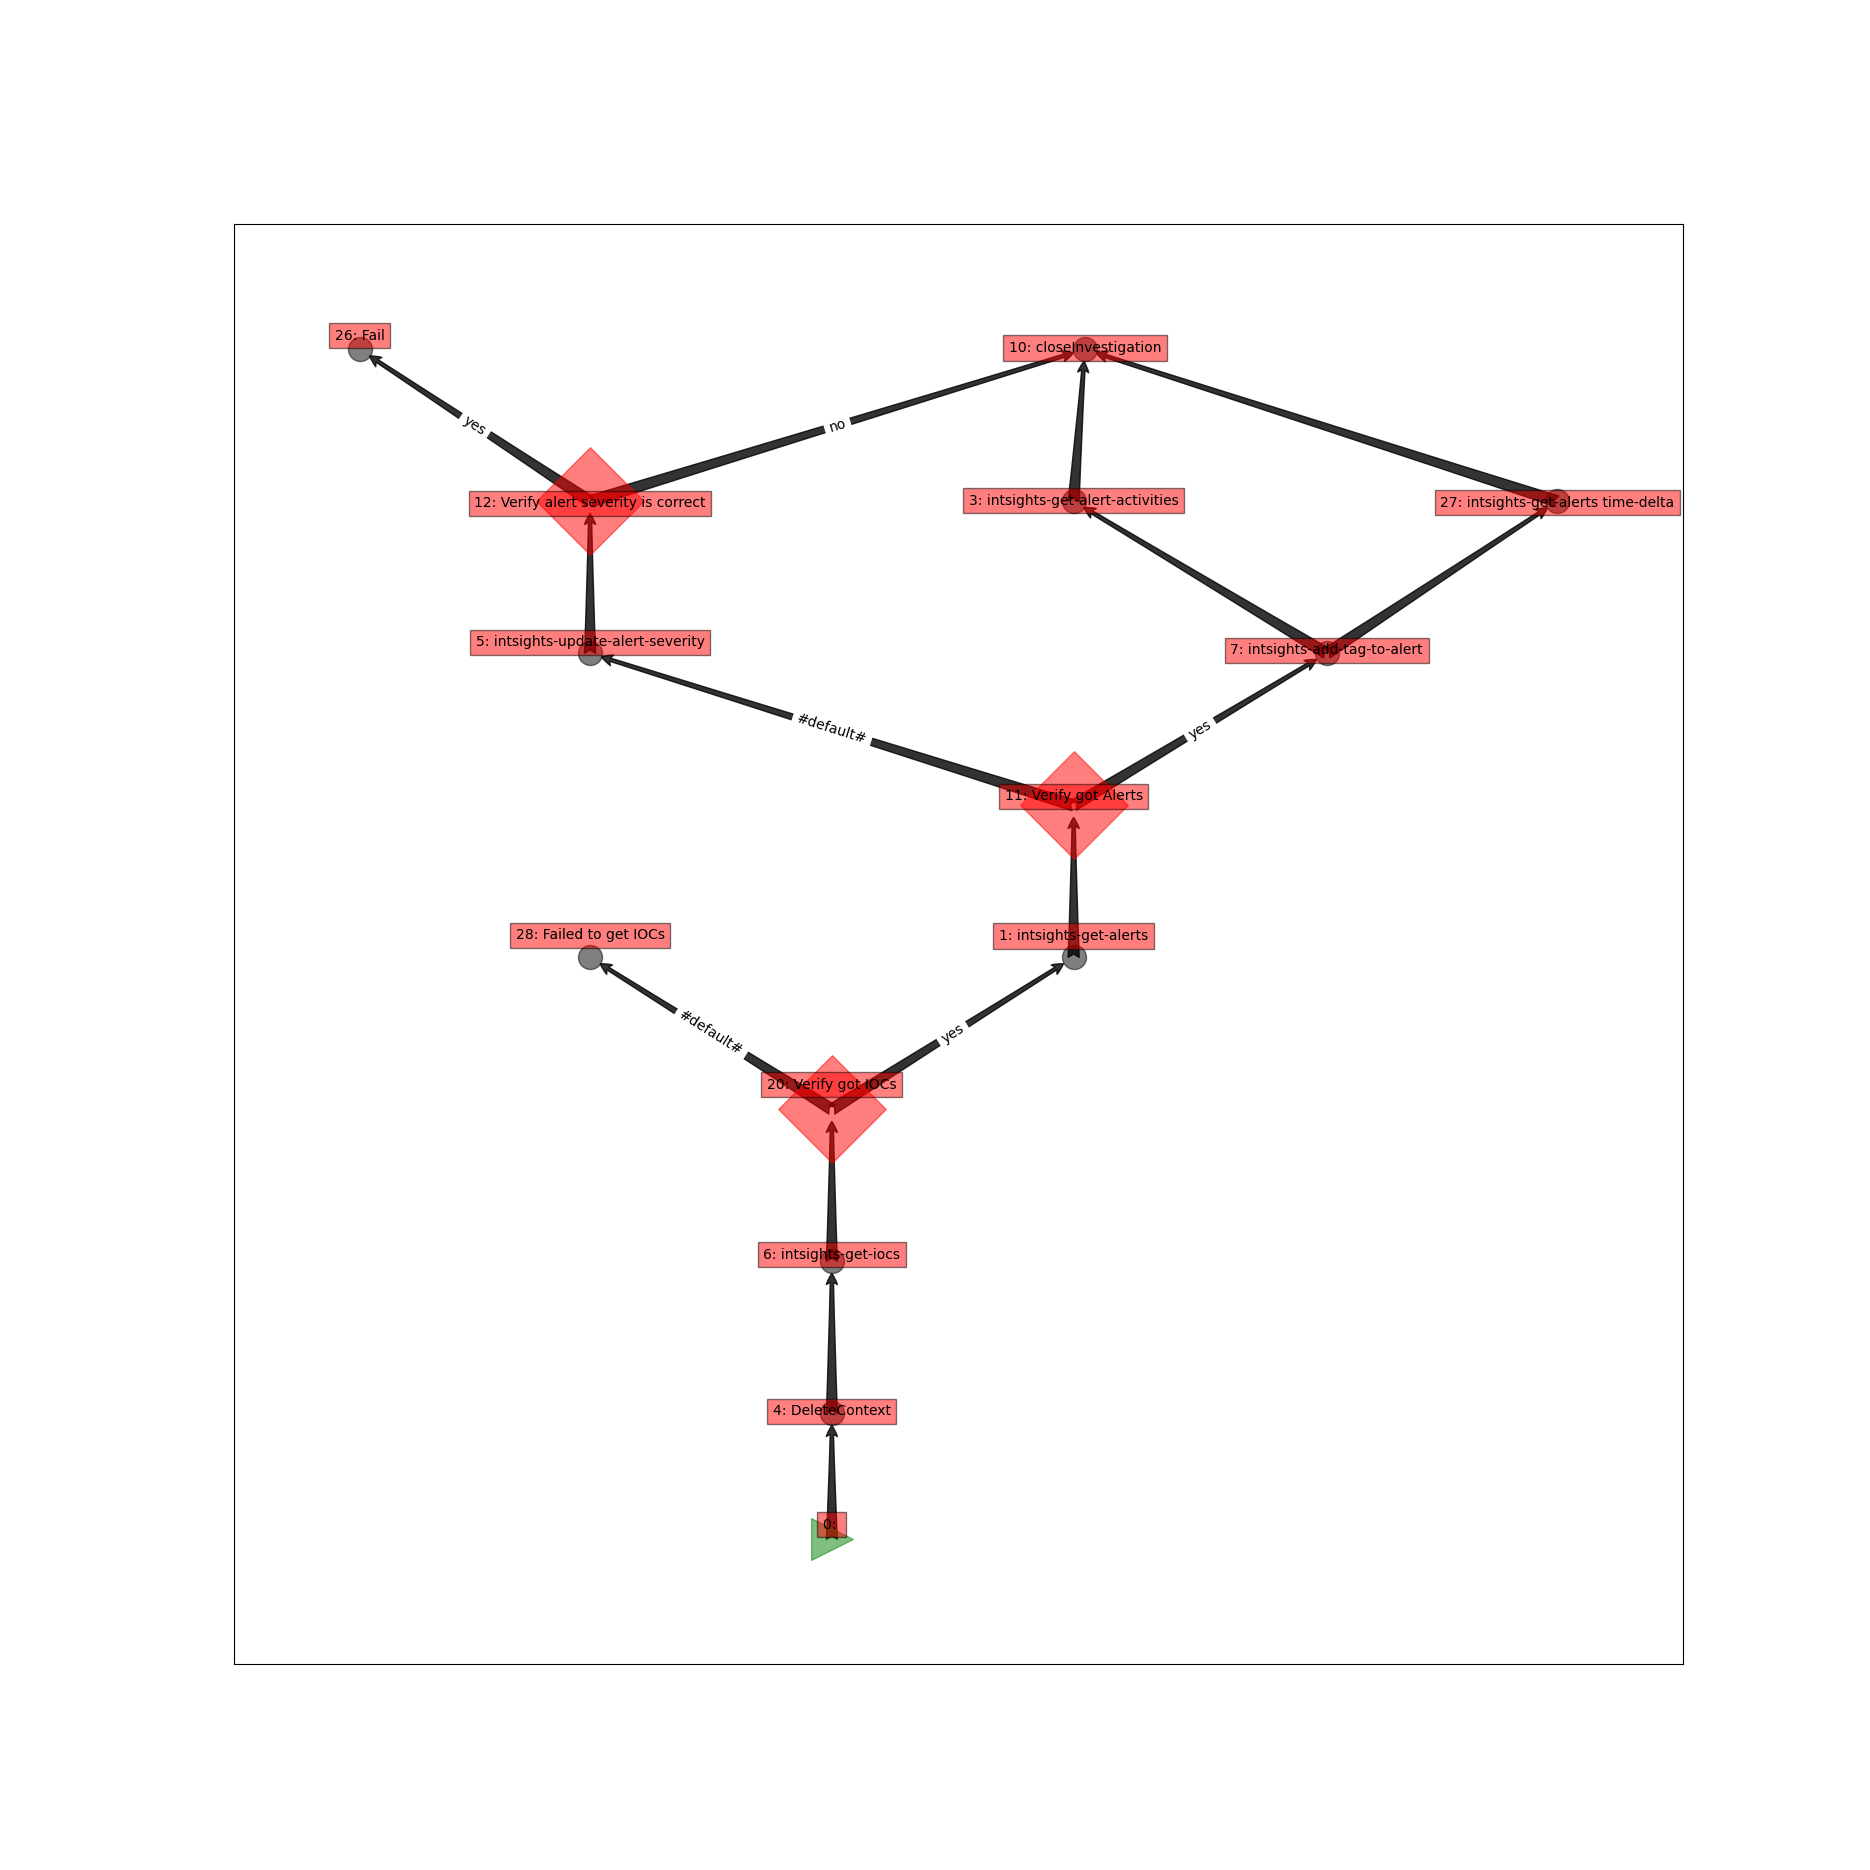 26: Fail
10: closeInvestigation
yes
no
12: Verify alert severity is correct
3: intsights-get-alert-activities
27: intsights-get-alerts time-delta
5: intsights-update-alert-severity
7: intsights-add-tag-to-alert
#default#
yes
11: Verify got Alerts
28: Failed to get IOCs
1: intsights-get-alerts
#default#
yes
20: Verify got IOCs
6: intsights-get-iocs
4: DeleteContext
0: